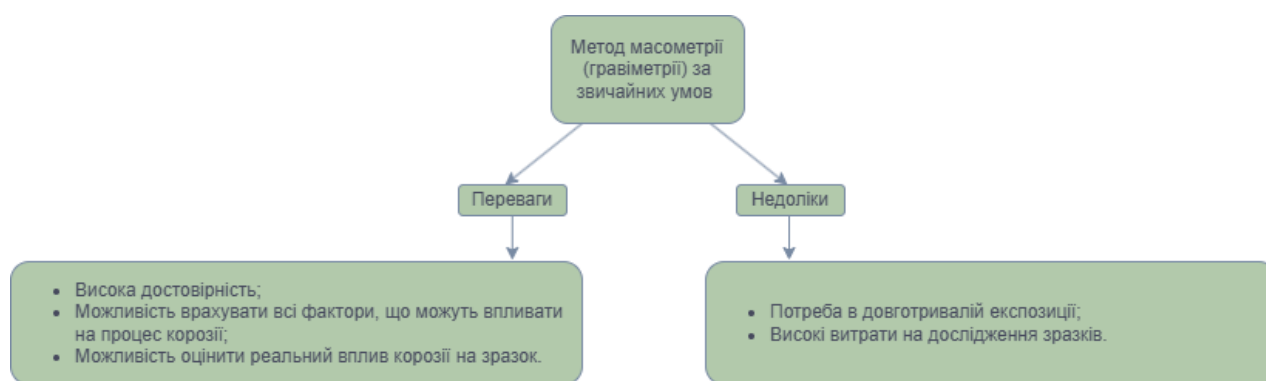 Метод масометрії
(гравіметрії) за
звичайних умов
Переваги
Недоліки
• Висока достовірність;
• Можливість врахувати всі фактори, що можуть впливати
на процес корозії;
• Можливість оцінити реальний вплив корозії на зразок.
• Потреба в довготривалій експозиції;
• Високі витрати на дослідження зразків.